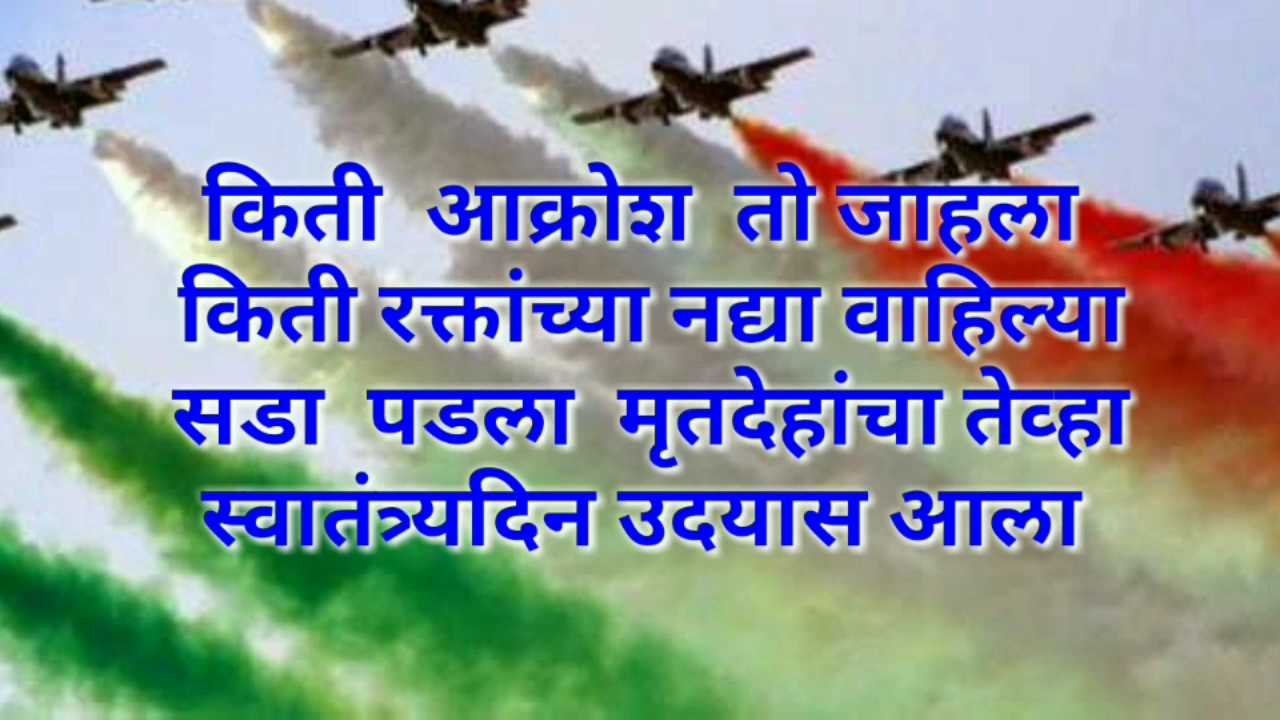 किती आक्रोश तो जाहला
किती रक्तांच्या नद्या वाहिल्या
सडा पडला मृतदेहांचा तेव्हा
स्वातंत्र्यदिन उदयास आला